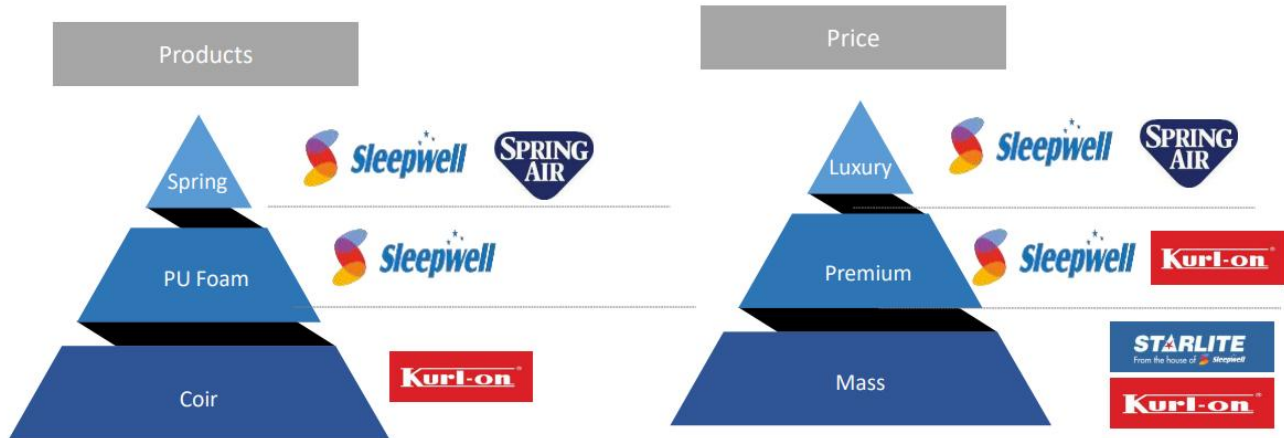 Products
Spring
Sleepwell
SPRING
AIR
PU Foam
Sleepwell
Coir
Kurl-on®
Price
Luxury
Sleepwell
SPRING
AIR
Premium
Sleepwell
Kurl-on®
Mass
STARLITE
From the house of Sleepwell
Kurl-on®